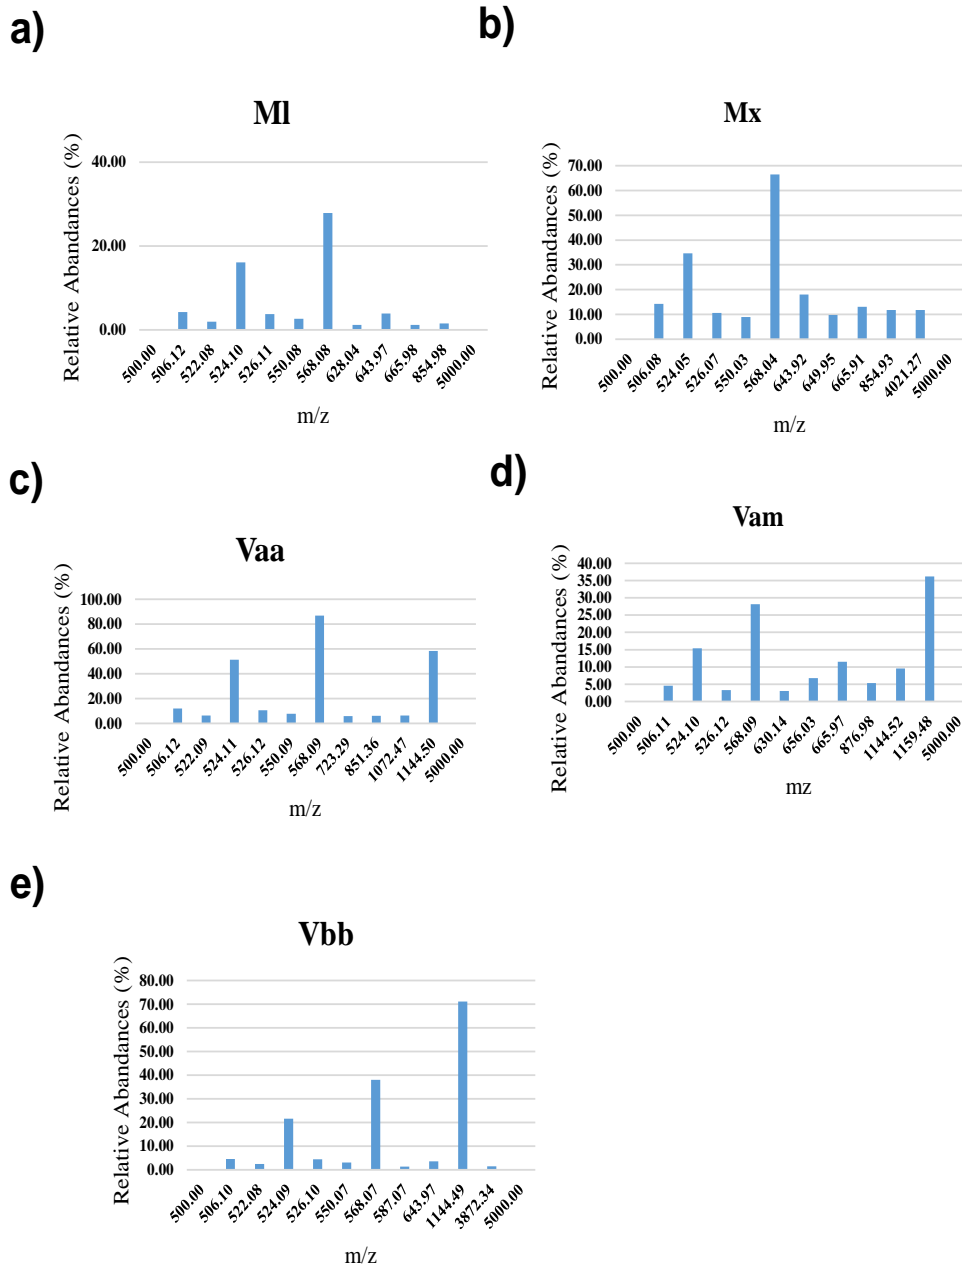 a)
Ml
Relative Abandances (%)
40.00
20.00
0.00
500.00 506.12 522.08 524.10 526.11 550.08 568.08 628.04 643.97 665.98 854.98 5000.00
m/z
b)
Mx
Relative Abandances (%)
70.00
60.00
50.00
40.00
30.00
20.00
10.00
0.00
500.00 506.08 524.05 526.07 550.03 568.04 643.92 649.95 665.91 854.93 4021.27 5000.00
m/z
c)
Vaa
Relative Abandances (%)
100.00
80.00
60.00
40.00
20.00
0.00
500.00 506.12 522.09 524.11 526.12 550.09 568.09 723.29 851.36 1072.47 1144.50 5000.00
m/z
d)
Vam
Relative Abandances (%)
40.00
35.00
30.00
25.00
20.00
15.00
10.00
5.00
0.00
500.00 506.11 524.10 526.12 568.09 630.14 656.03 665.97 876.98 1144.52 1159.48 5000.00
mz
e)
Vbb
Relative Abandances (%)
80.00
70.00
60.00
50.00
40.00
30.00
20.00
10.00
0.00
500.00 506.10 522.08 524.09 526.10 550.07 568.07 587.07 643.97 1144.49 3872.34 5000.00
m/z